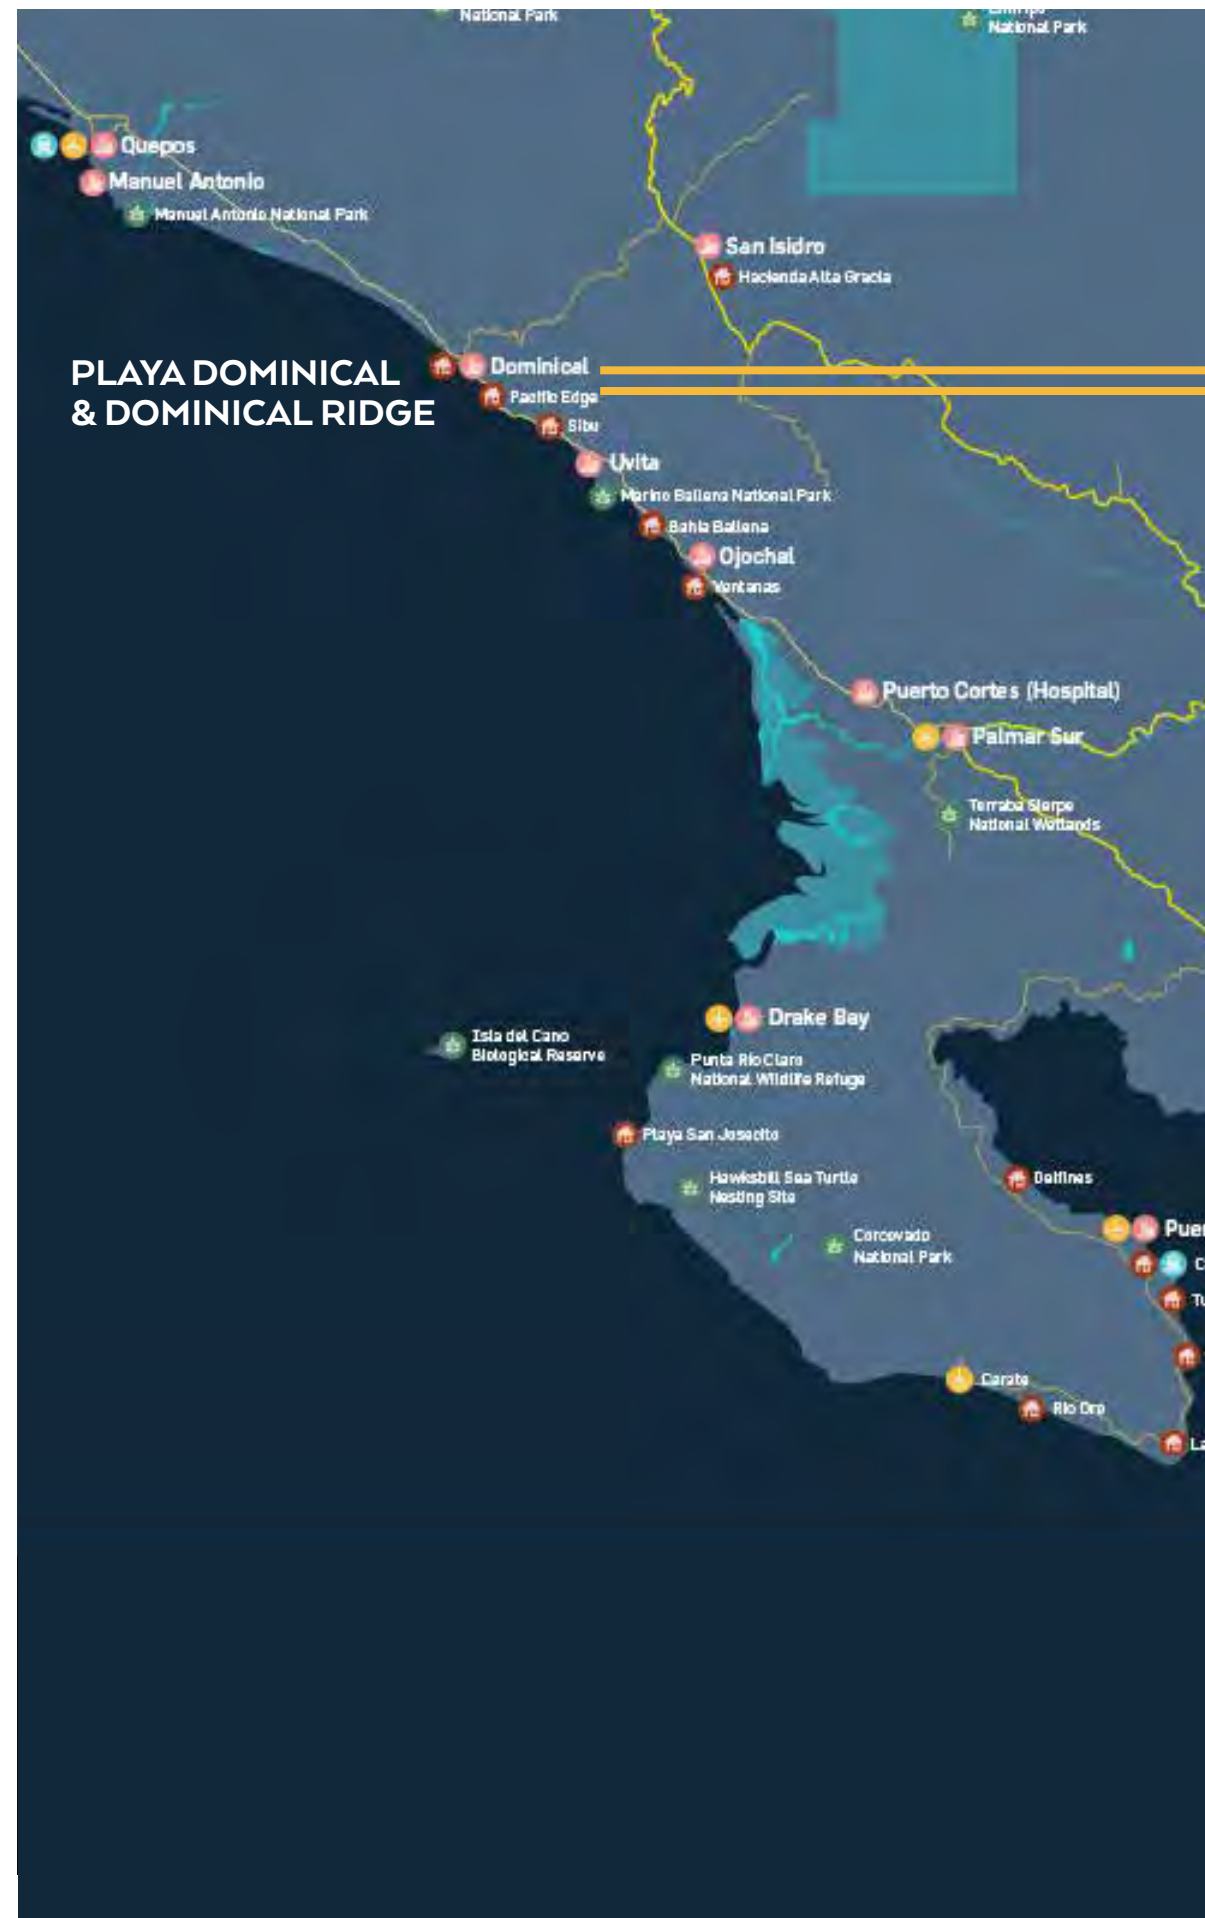 National Park
National Park
Quepos
Manuel Antonio
Manuel Antonio National Park
San Isidro
Hacienda Alta Gracia
PLAYA DOMINICAL
& DOMINICAL RIDGE
Dominical
Pacific Edge
Sibu
Uvita
Marino Ballena National Park
Bahia Ballena
Ojochal
Ventanas
Puerto Cortes (Hospital)
Palmar Sur
Terraba Sierpe
National Wetlands
Drake Bay
Isla del Cano
Biological Reserve
Punta Rio Claro
National Wildlife Refuge
Playa San Josecito
Hawksbill Sea Turtle
Nesting Site
Delfines
Corcovado
National Park
Puer
C
Tu
Carate
Rio Oro
La